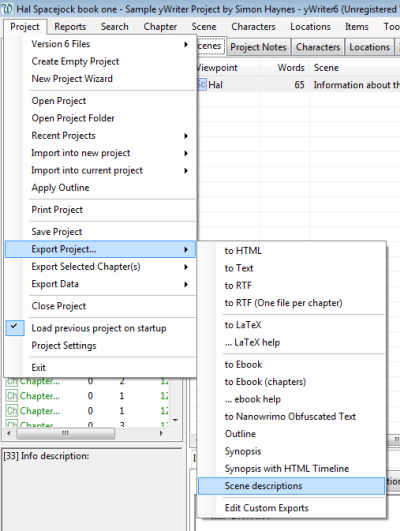 Hal Spacejock book one - Sample yWriter Project by Simon Haynes - yWriter6 (Unregistered
Project Reports Search Chapter Scene Characters Locations Items Too
Scenes Project Notes Characters Locations
Viewpoint Words Scene
Sc Hal 65 Information about th
Version 6 Files
Create Empty Project
New Project Wizard
Open Project
Open Project Folder
Recent Projects
Import into new project
Import into current project
Apply Outline
Print Project
Save Project
Export Project...
Export Selected Chapter(s)
Export Data
Close Project
Load previous project on startup
Project Settings
Exit
to HTML
to Text
to RTF
to RTF (One file per chapter)
to LaTeX
... LaTeX help
to Ebook
to Ebook (chapters)
... ebook help
to Nanowrimo Obfuscated Text
Outline
Synopsis
Synopsis with HTML Timeline
Scene descriptions
Edit Custom Exports
Ch Chapter... 0 2 12
Ch Chapter... 0 1 12
Ch Chapter... 0 3 12
Ch Chapter... 0 1 12
[33] Info description: